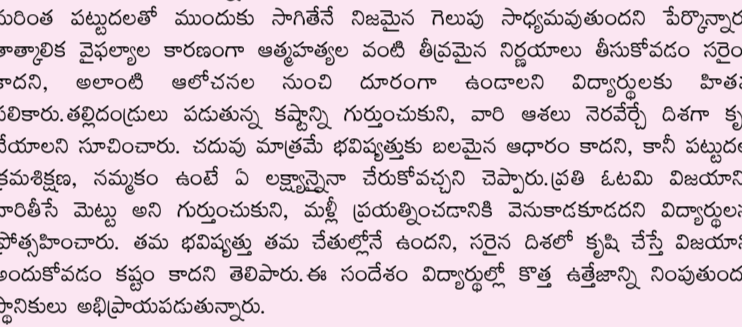 మరింత పట్టుదలతో ముందుకు సాగితేనే నిజమైన గెలుపు సాధ్యమవుతుందని పేర్కొన్నార
తాత్కాలిక వైఫల్యాల కారణంగా ఆత్మహత్యల వంటి తీవ్రమైన నిర్ణయాలు తీసుకోవడం సరైం
కాదని, అలాంటి ఆలోచనల నుంచి దూరంగా ఉండాలని విద్యార్థులకు హిత
పలికారు.తల్లిదండ్రులు పడుతున్న కష్టాన్ని గుర్తుంచుకుని, వారి ఆశలు నెరవేర్చే దిశగా కృ
చేయాలని సూచించారు. చదువు మాత్రమే భవిష్యత్తుకు బలమైన ఆధారం కాదని, కానీ పట్టుదల
క్రమశిక్షణ, నమ్మకం ఉంటే ఏ లక్ష్యాన్నైనా చేరుకోవచ్చని చెప్పారు.ప్రతి ఓటమి విజయాని
దారితీసే మెట్టు అని గుర్తుంచుకుని, మళ్లీ ప్రయత్నించడానికి వెనుకాడకూడదని విద్యార్థుల
ప్రోత్సహించారు. తమ భవిష్యత్తు తమ చేతుల్లోనే ఉందని, సరైన దిశలో కృషి చేస్తే విజయా
అందుకోవడం కష్టం కాదని తెలిపారు.ఈ సందేశం విద్యార్థుల్లో కొత్త ఉత్తేజాన్ని నింపుతుంద
స్థానికులు అభిప్రాయపడుతున్నారు.